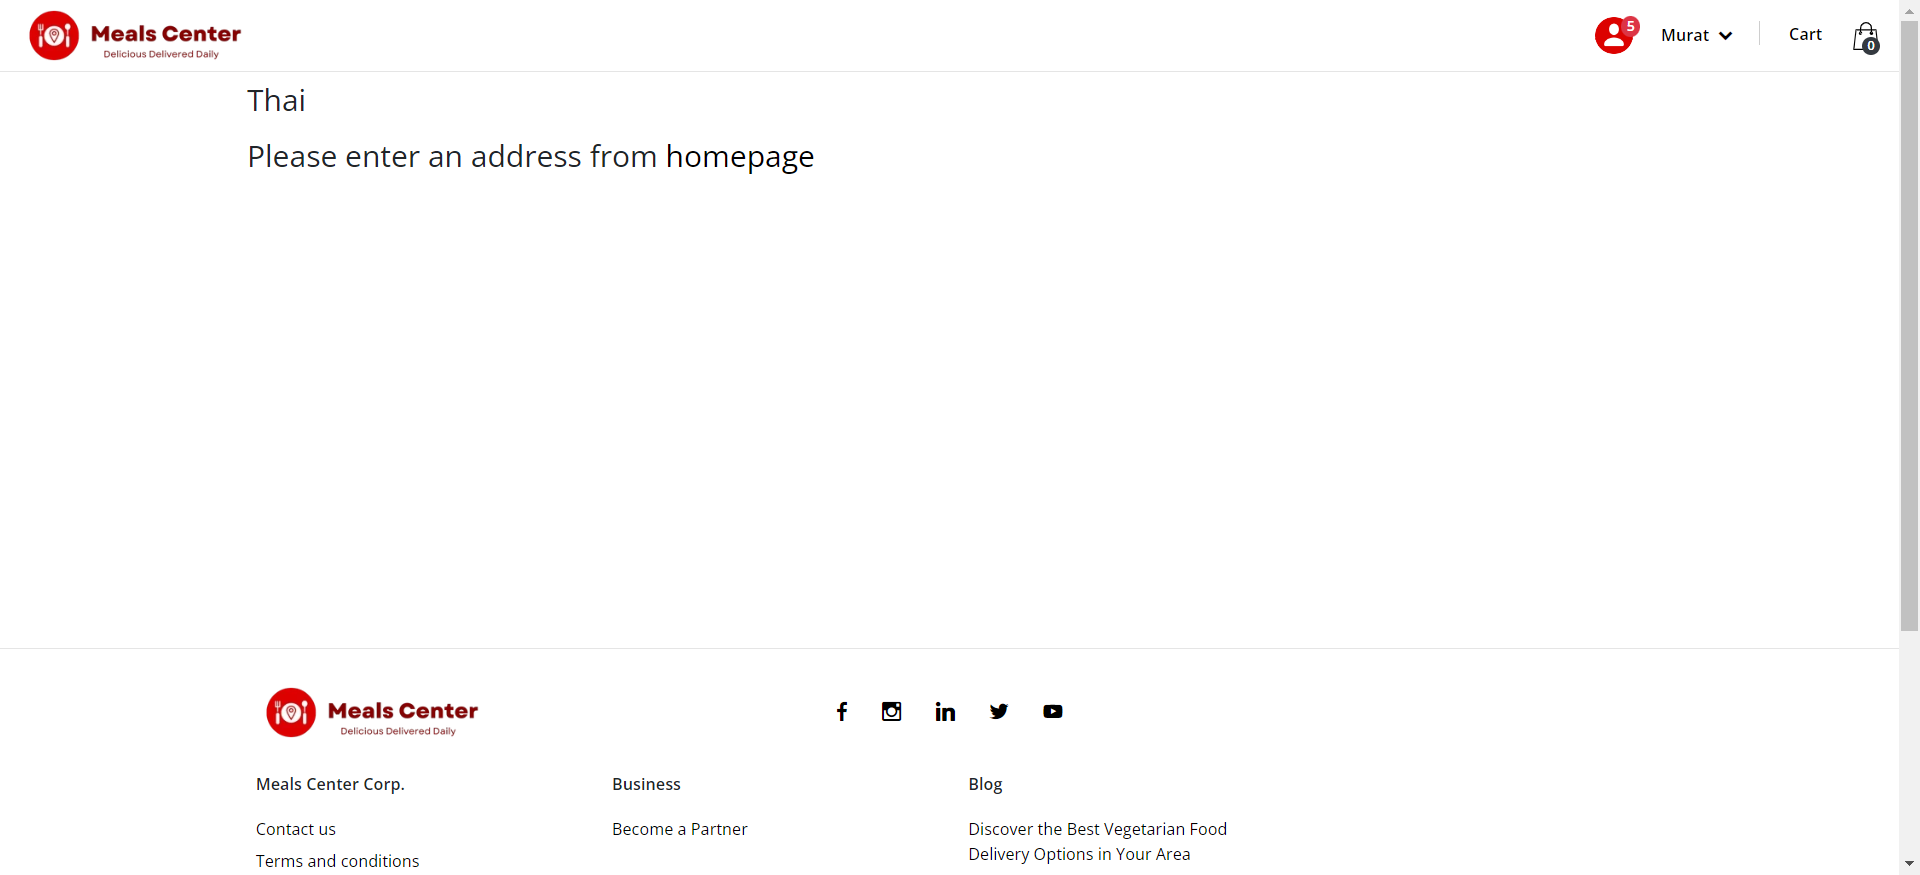 Meals Center
Delicious Delivered Daily
5
Murat
Cart
0
Thai
Please enter an address from homepage
Meals Center
Delicious Delivered Daily
Meals Center Corp.
Contact us
Terms and conditions
Business
Become a Partner
Blog
Discover the Best Vegetarian Food
Delivery Options in Your Area